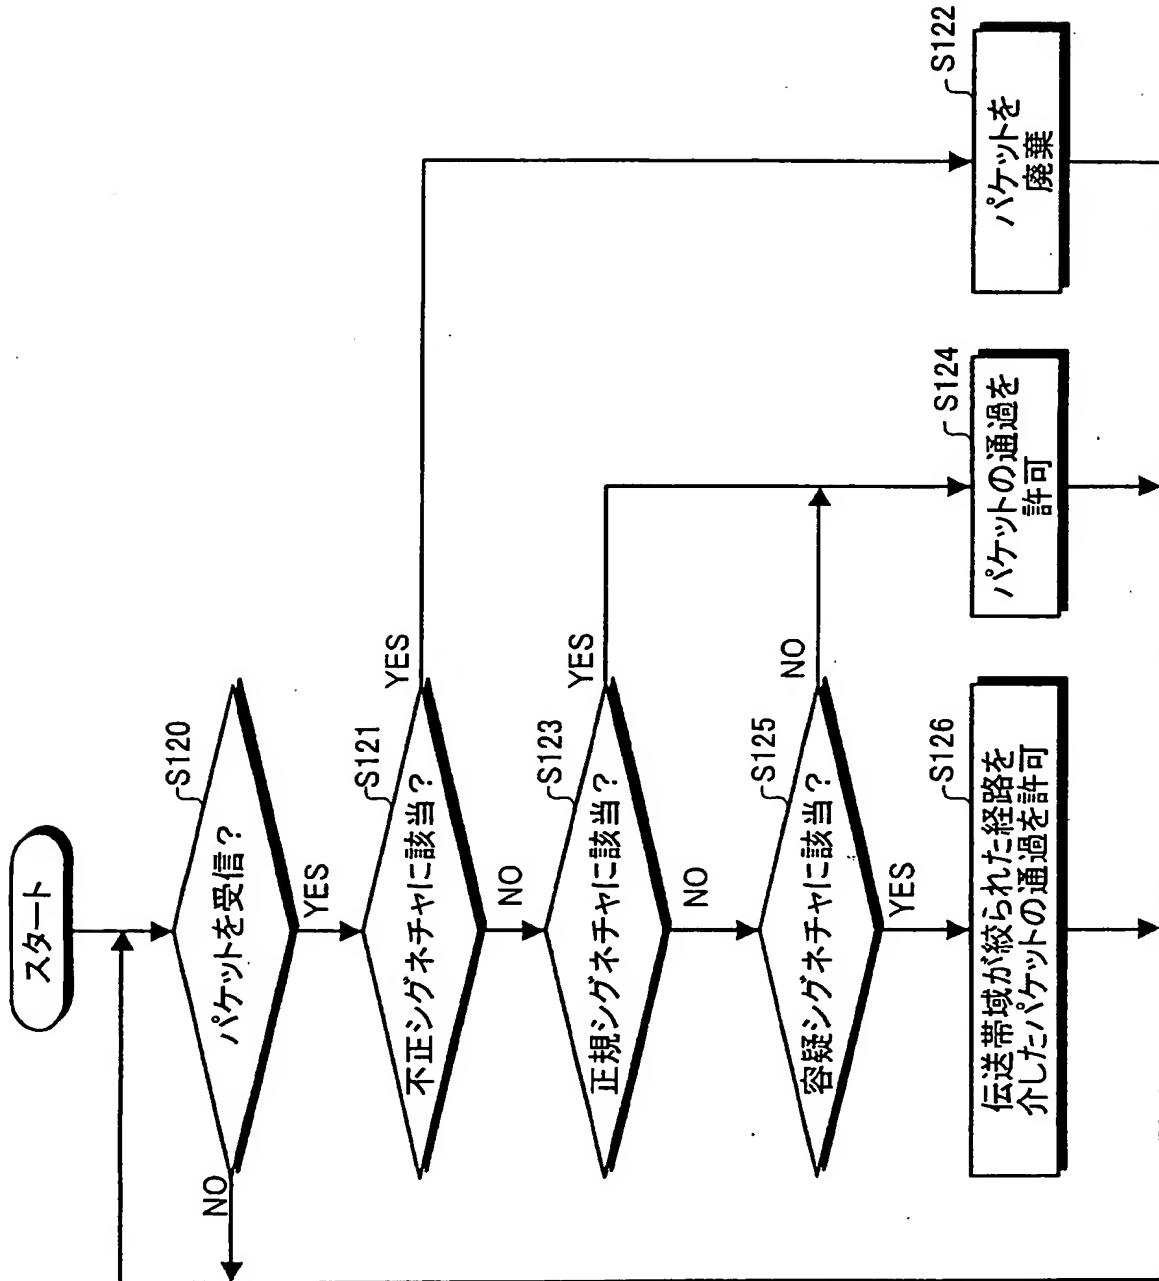 スタート
S120
パケットを受信？
NO
YES
S121
不正シグネチャに該当？
YES
NO
S122
パケットを
廃棄
S123
正規シグネチャに該当？
YES
NO
S124
パケットの通過を
許可
S125
容疑シグネチャに該当？
NO
YES
S126
伝送帯域が絞られた経路を
介したパケットの通過を許可